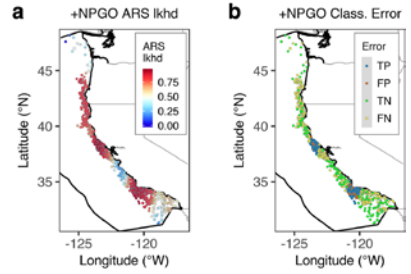 a
+NPGO ARS lkhd
ARS
lkhd
0.75
0.50
0.25
0.00
45
40
35
Latitude (°N)
-125
-120
Longitude (°W)
b
+NPGO Class. Error
Error
TP
FP
TN
FN
45
40
35
Latitude (°N)
-125
-120
Longitude (°W)